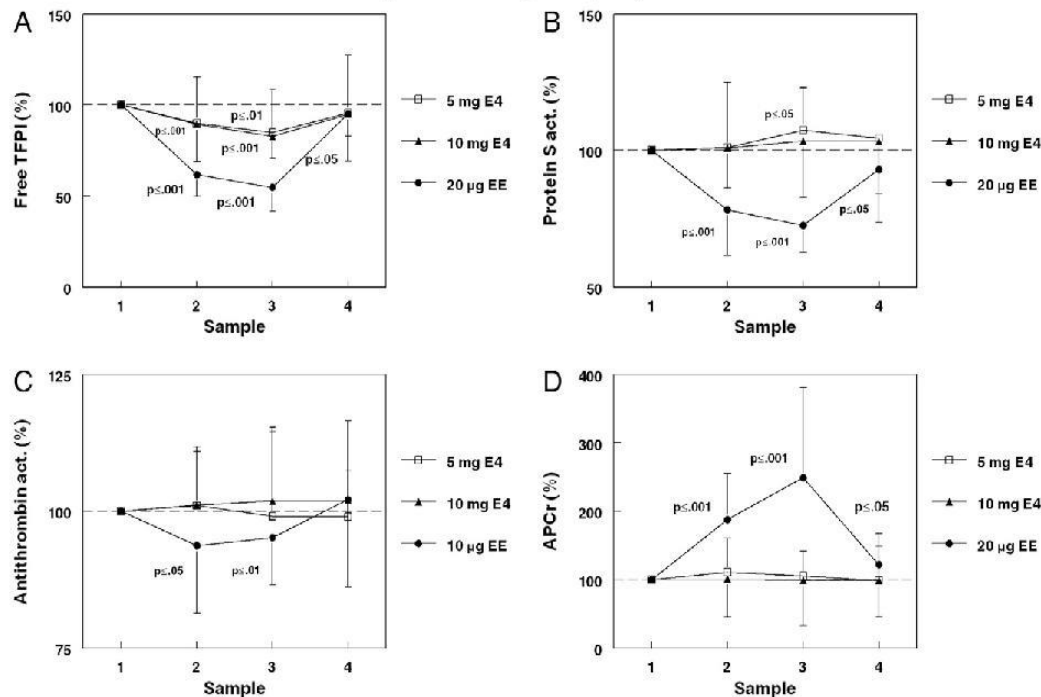 A
Free TFPI (%)
150
100
50
0
p≤.001
p≤.01
p≤.001
p≤.05
p≤.001
p≤.001
1 2 3 4
Sample
5 mg E4
10 mg E4
20 µg EE
B
Protein S act. (%)
150
100
50
p≤.05
p≤.05
p≤.001
p≤.001
1 2 3 4
Sample
5 mg E4
10 mg E4
20 µg EE
C
Antithrombin act. (%)
125
100
75
p≤.05
p≤.01
1 2 3 4
Sample
5 mg E4
10 mg E4
10 µg EE
D
APCr (%)
400
300
200
100
0
p≤.001
p≤.001
p≤.05
1 2 3 4
Sample
5 mg E4
10 mg E4
20 µg EE